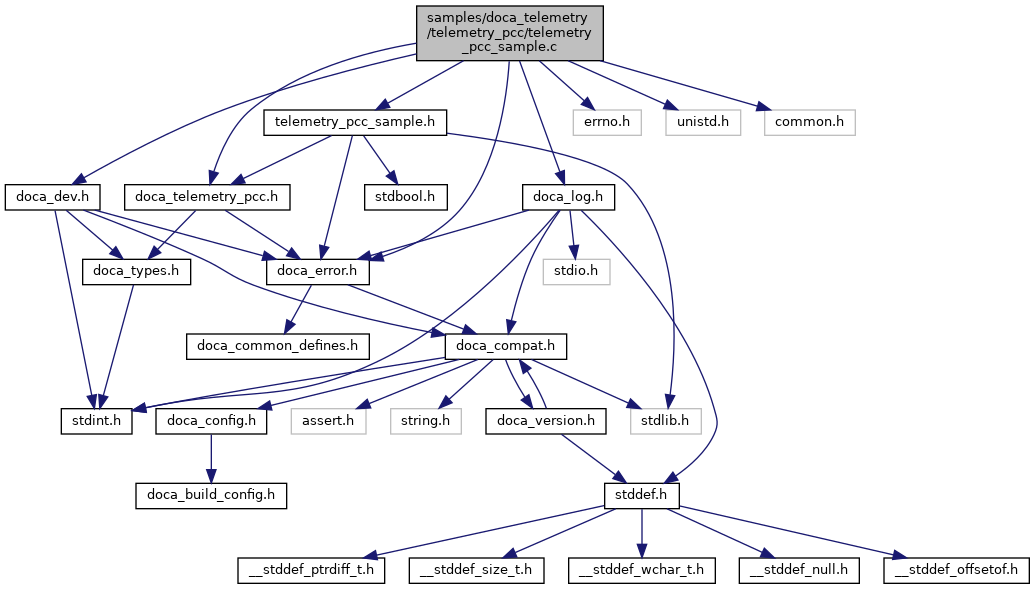 samples/doca_telemetry
/telemetry_pcc/telemetry
_pcc_sample.c
telemetry_pcc_sample.h
errno.h
unistd.h
common.h
doca_dev.h
doca_telemetry_pcc.h
stdbool.h
doca_log.h
doca_types.h
doca_error.h
stdio.h
doca_common_defines.h
doca_compat.h
stdint.h
doca_config.h
assert.h
string.h
doca_version.h
stdlib.h
doca_build_config.h
stddef.h
__stddef_ptrdiff_t.h
__stddef_size_t.h
__stddef_wchar_t.h
__stddef_null.h
__stddef_offsetof.h